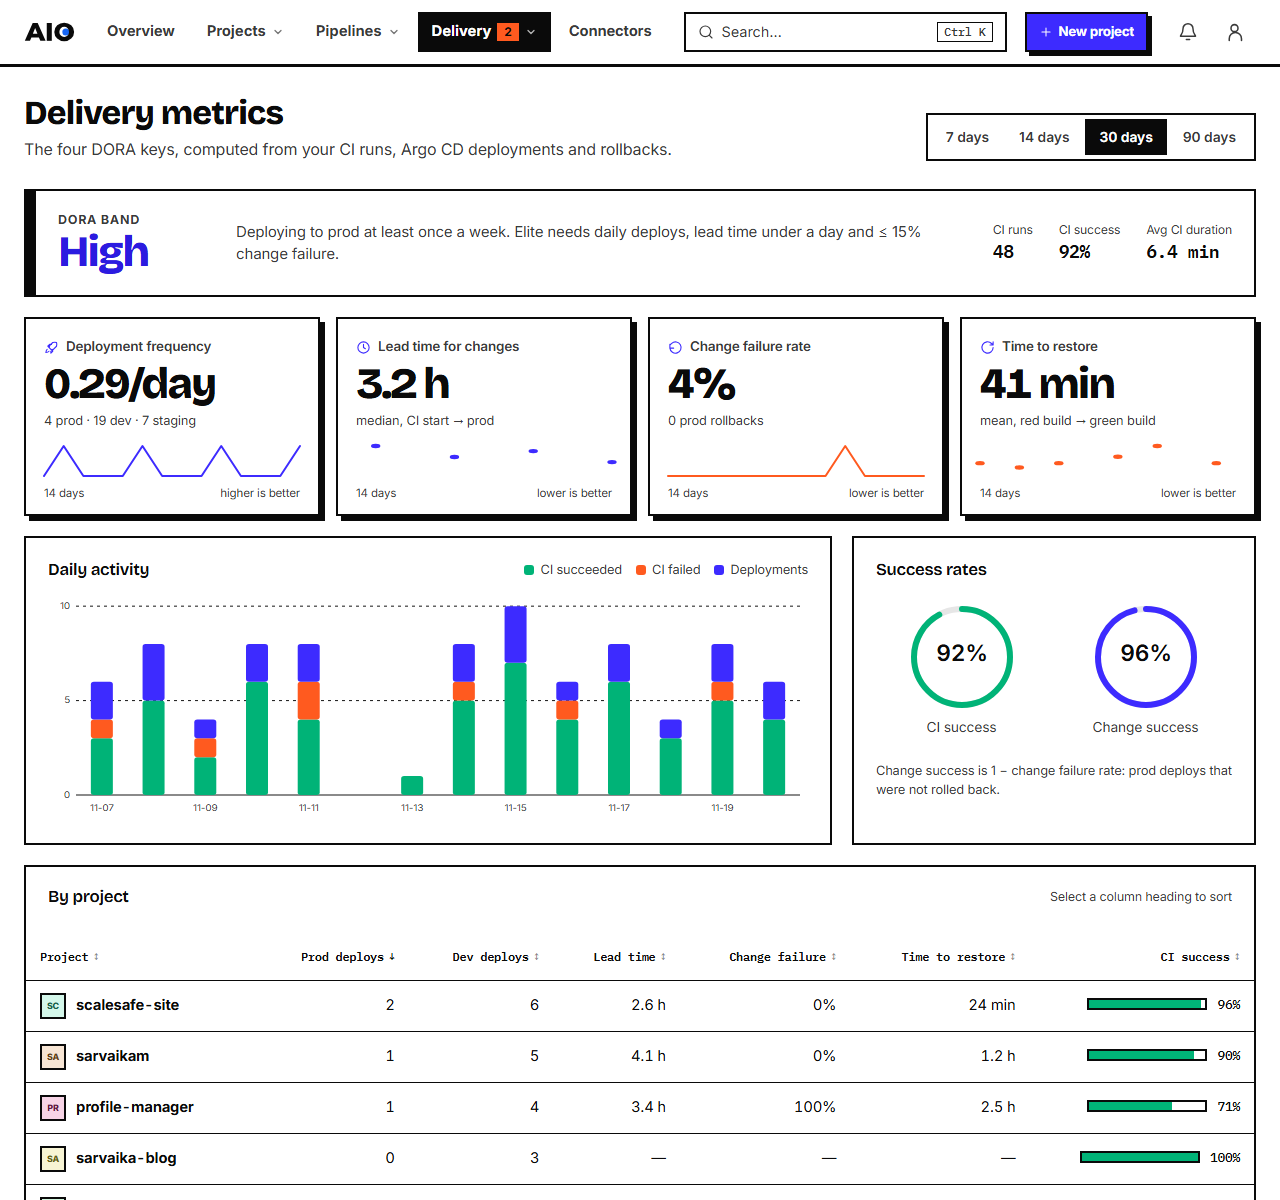 AIO
Overview
Projects
Pipelines
Delivery 2
Connectors
Search...
Ctrl K
+ New project
Delivery metrics
The four DORA keys, computed from your CI runs, Argo CD deployments and rollbacks.
7 days
14 days
30 days
90 days
DORA BAND
High
Deploying to prod at least once a week. Elite needs daily deploys, lead time under a day and ≤ 15%
change failure.
CI runs
48
CI success
92%
Avg CI duration
6.4 min
Deployment frequency
0.29/day
4 prod · 19 dev · 7 staging
14 days
higher is better
Lead time for changes
3.2 h
median, CI start → prod
14 days
lower is better
Change failure rate
4%
0 prod rollbacks
14 days
lower is better
Time to restore
41 min
mean, red build → green build
14 days
lower is better
Daily activity
CI succeeded
CI failed
Deployments
10
5
0
11-07
11-09
11-11
11-13
11-15
11-17
11-19
Success rates
92%
CI success
96%
Change success
Change success is 1 − change failure rate: prod deploys that
were not rolled back.
By project
Select a column heading to sort
Project ↕ Prod deploys ↓ Dev deploys ↕ Lead time ↕ Change failure ↕ Time to restore ↕ CI success ↕
SC scalesafe-site 2 6 2.6 h 0% 24 min 96%
SA sarvaikam 1 5 4.1 h 0% 1.2 h 90%
PR profile-manager 1 4 3.4 h 100% 2.5 h 71%
SA sarvaika-blog 0 3 — — — 100%